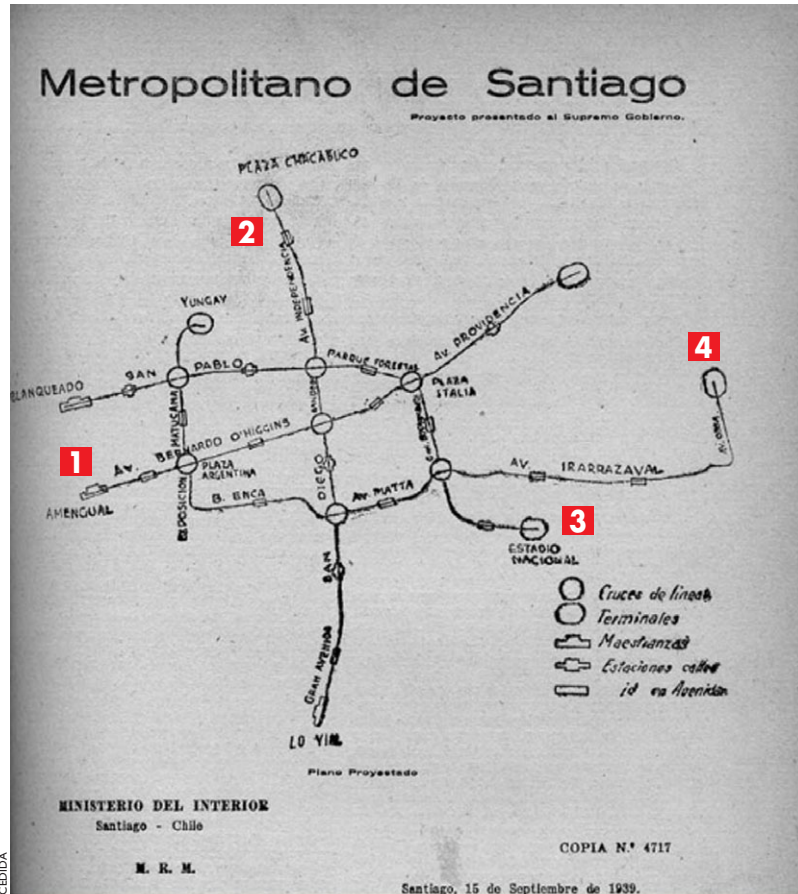 Metropolitano de Santiago
Proyecto presentado al Supremo Gobierno.
PLAZA CHACABUCO
2
AV. INDEPENDENCIA
YUNGAY
AV. PROVIDENCIA
4
SAN PABLO
PARQUE FORESTAL
BLANQUEADO
PLAZA ITALIA
MATUCANA
1
AV. BERNARDO O'HIGGINS
PLAZA ARGENTINA
AMENGUAL
EXPOSICION
B. ENCA
SAN DIEGO
AV. MATTA
AV. IRARRAZAVAL
3
ESTADIO NACIONAL
GRAN AVENIDA
LO VIAL
Cruces de lineas
Terminales
Maestranzas
Estaciones calles
id en Avenidas
Plano Proyectado
MINISTERIO DEL INTERIOR
Santiago - Chile
COPIA N.° 4717
M. R. M.
Santiago, 15 de Septiembre de 1939.
CEDIDA